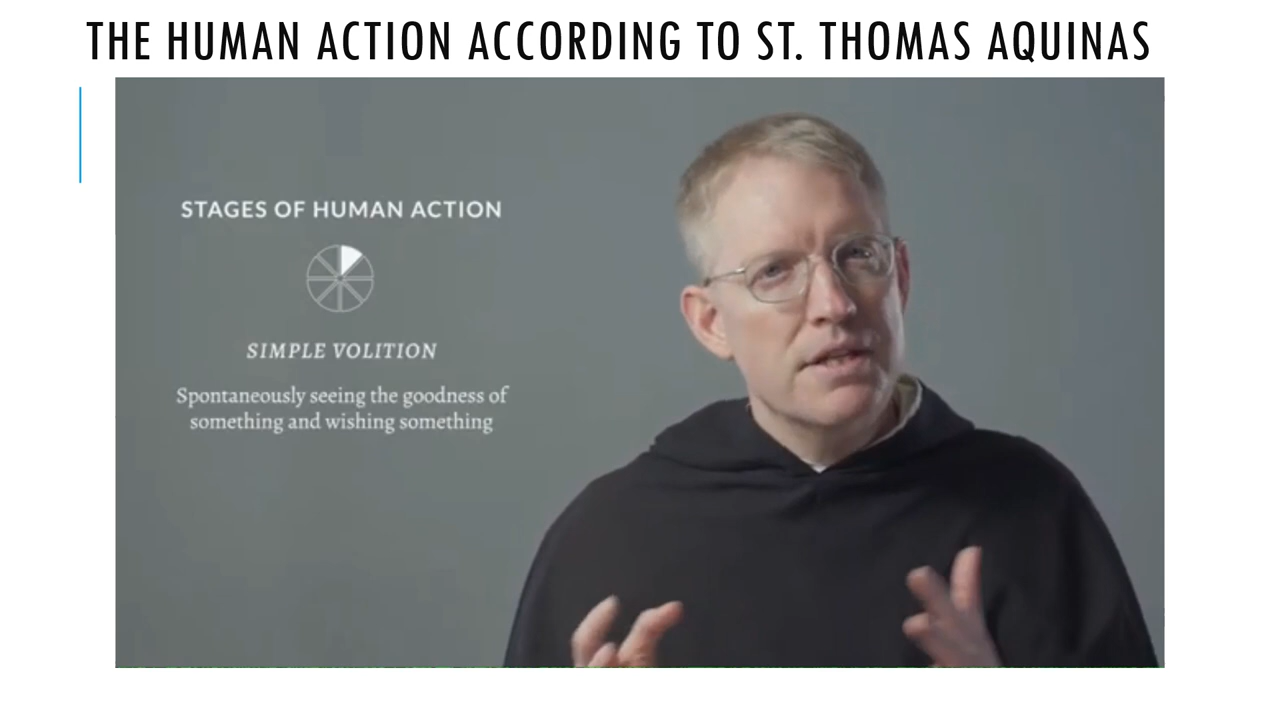 THE HUMAN ACTION ACCORDING TO ST. THOMAS AQUINAS
STAGES OF HUMAN ACTION
SIMPLE VOLITION
Spontaneously seeing the goodness of
something and wishing something